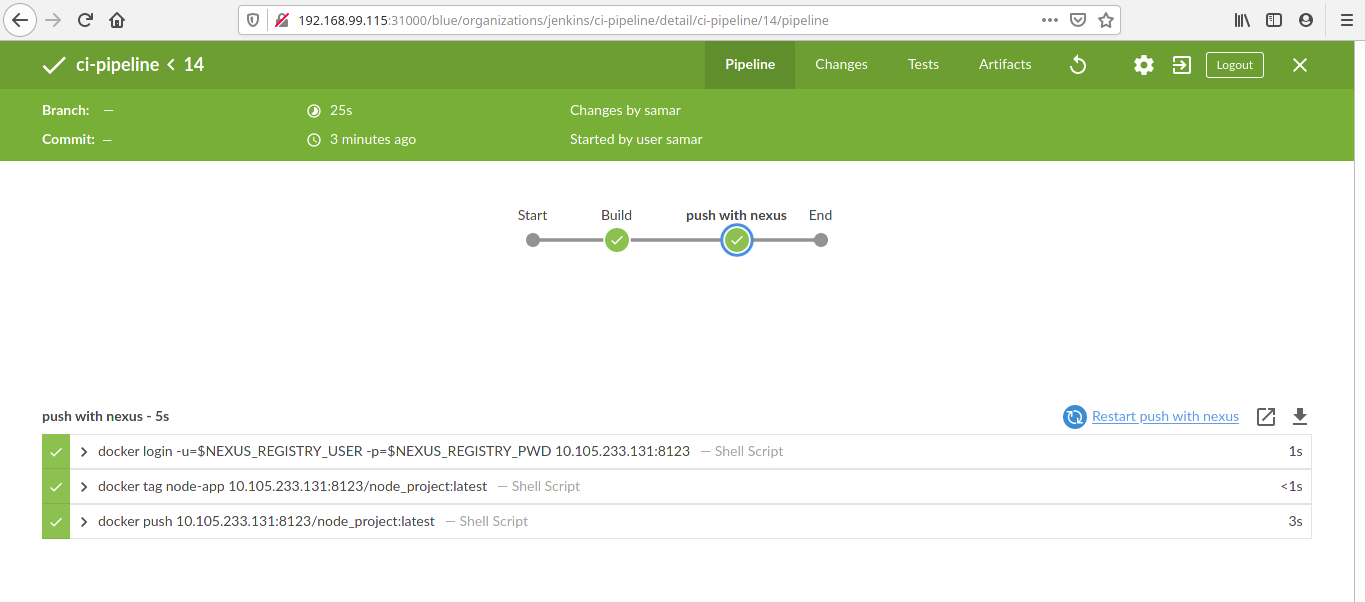 192.168.99.115:31000/blue/organizations/jenkins/ci-pipeline/detail/ci-pipeline/14/pipeline
ci-pipeline < 14 Pipeline Changes Tests Artifacts Logout
Branch: — 25s Changes by samar
Commit: — 3 minutes ago Started by user samar
Start Build push with nexus End
push with nexus - 5s Restart push with nexus
docker login -u=$NEXUS_REGISTRY_USER -p=$NEXUS_REGISTRY_PWD 10.105.233.131:8123 — Shell Script 1s
docker tag node-app 10.105.233.131:8123/node_project:latest — Shell Script <1s
docker push 10.105.233.131:8123/node_project:latest — Shell Script 3s